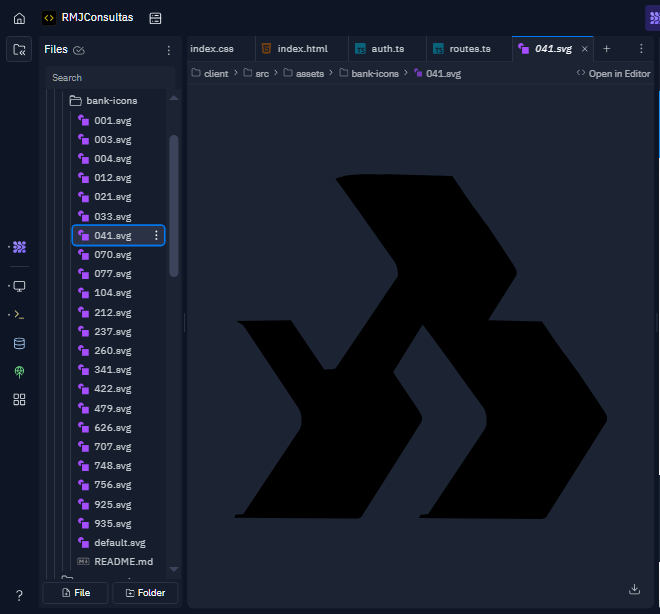 RMJConsultas
Files
index.css
index.html
auth.ts
routes.ts
041.svg
client
src
assets
bank-icons
041.svg
Open in Editor
Search
bank-icons
001.svg
003.svg
004.svg
012.svg
021.svg
033.svg
041.svg
070.svg
077.svg
104.svg
212.svg
237.svg
260.svg
341.svg
422.svg
479.svg
626.svg
707.svg
748.svg
756.svg
925.svg
935.svg
default.svg
README.md
File
Folder